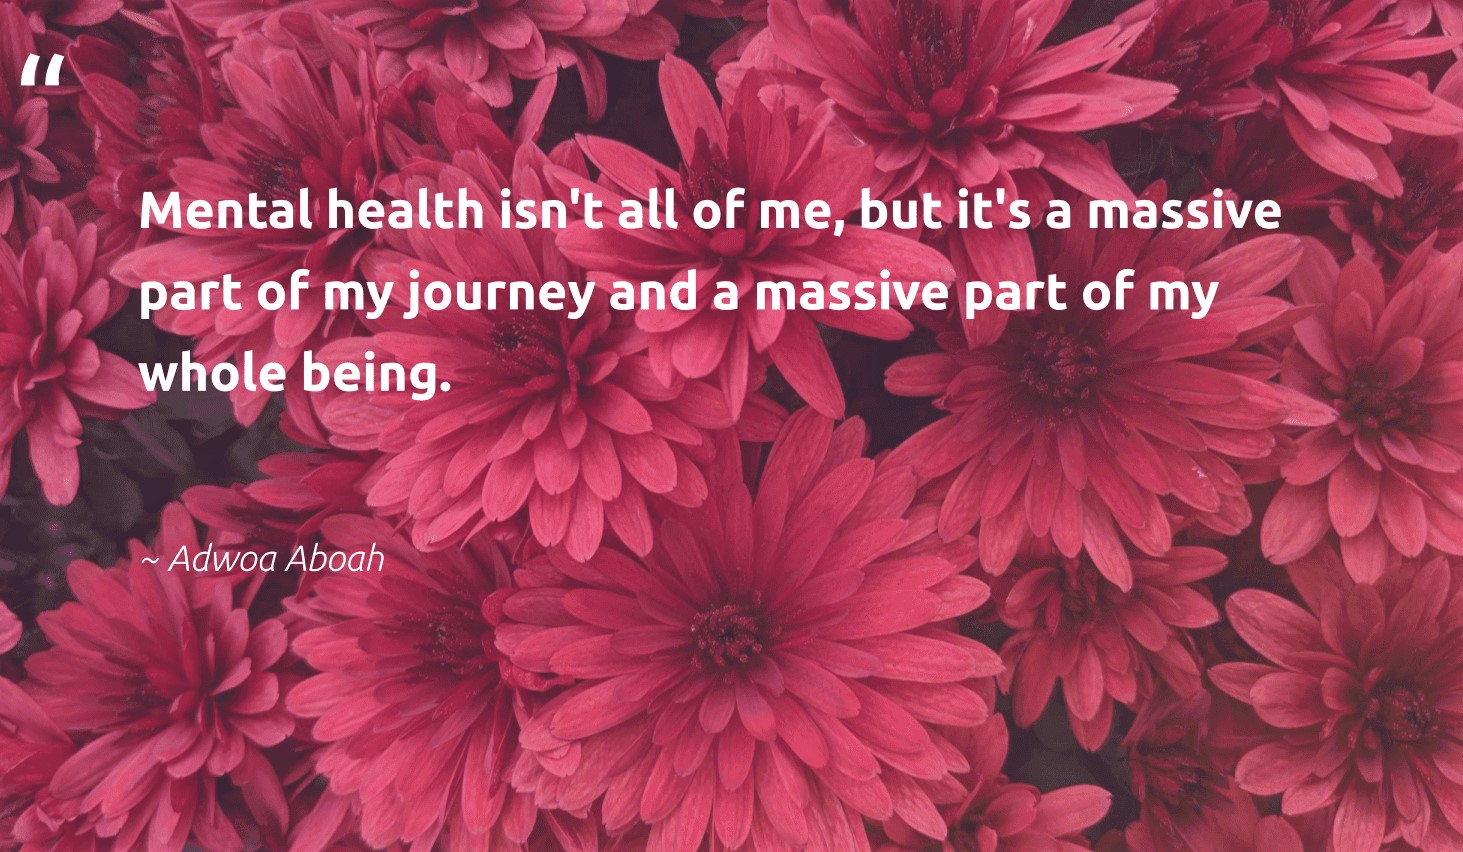 “
Mental health isn't all of me, but it's a massive
part of my journey and a massive part of my
whole being.
~ Adwoa Aboah